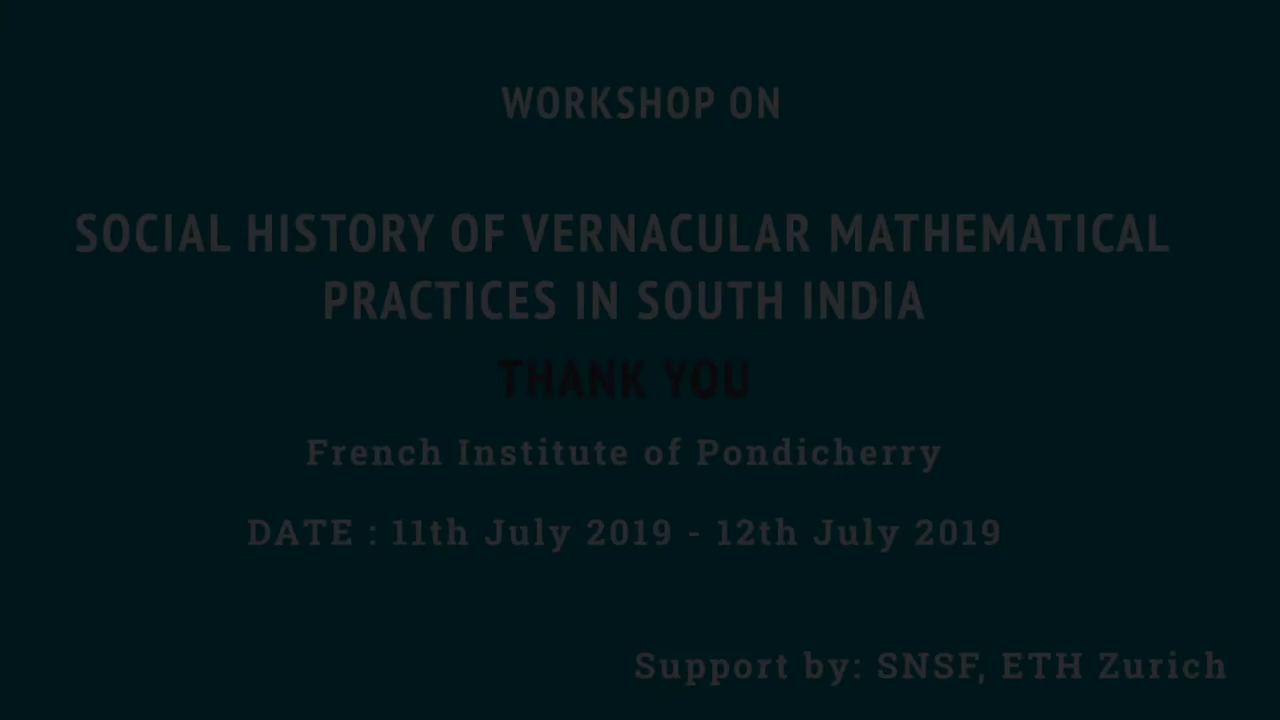 WORKSHOP ON
SOCIAL HISTORY OF VERNACULAR MATHEMATICAL
PRACTICES IN SOUTH INDIA
THANK YOU
French Institute of Pondicherry
DATE : 11th July 2019 - 12th July 2019
Support by: SNSF, ETH Zurich